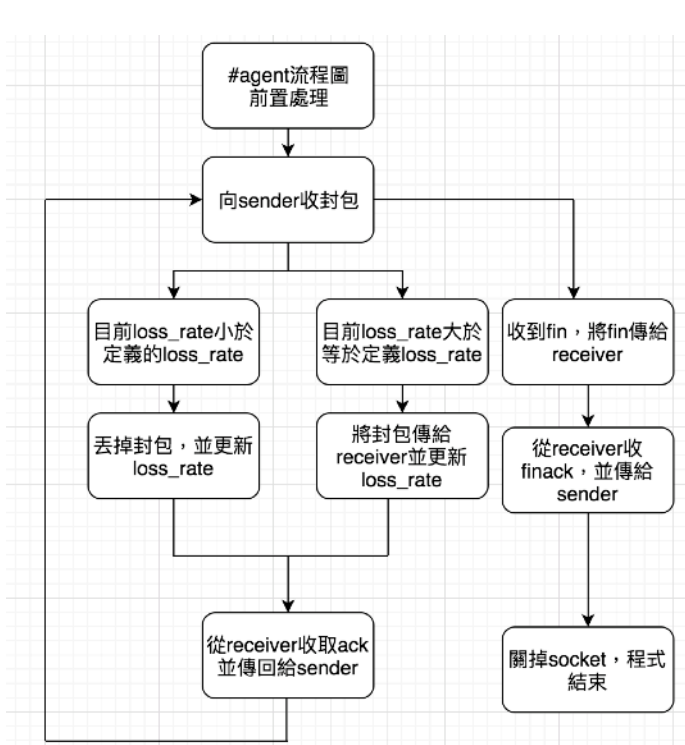 #agent流程圖
前置處理
向sender收封包
目前loss_rate小於
定義的loss_rate
目前loss_rate大於
等於定義loss_rate
收到fin，將fin傳給
receiver
丟掉封包，並更新
loss_rate
將封包傳給
receiver並更新
loss_rate
從receiver收
finack，並傳給
sender
從receiver收取ack
並傳回給sender
關掉socket，程式
結束